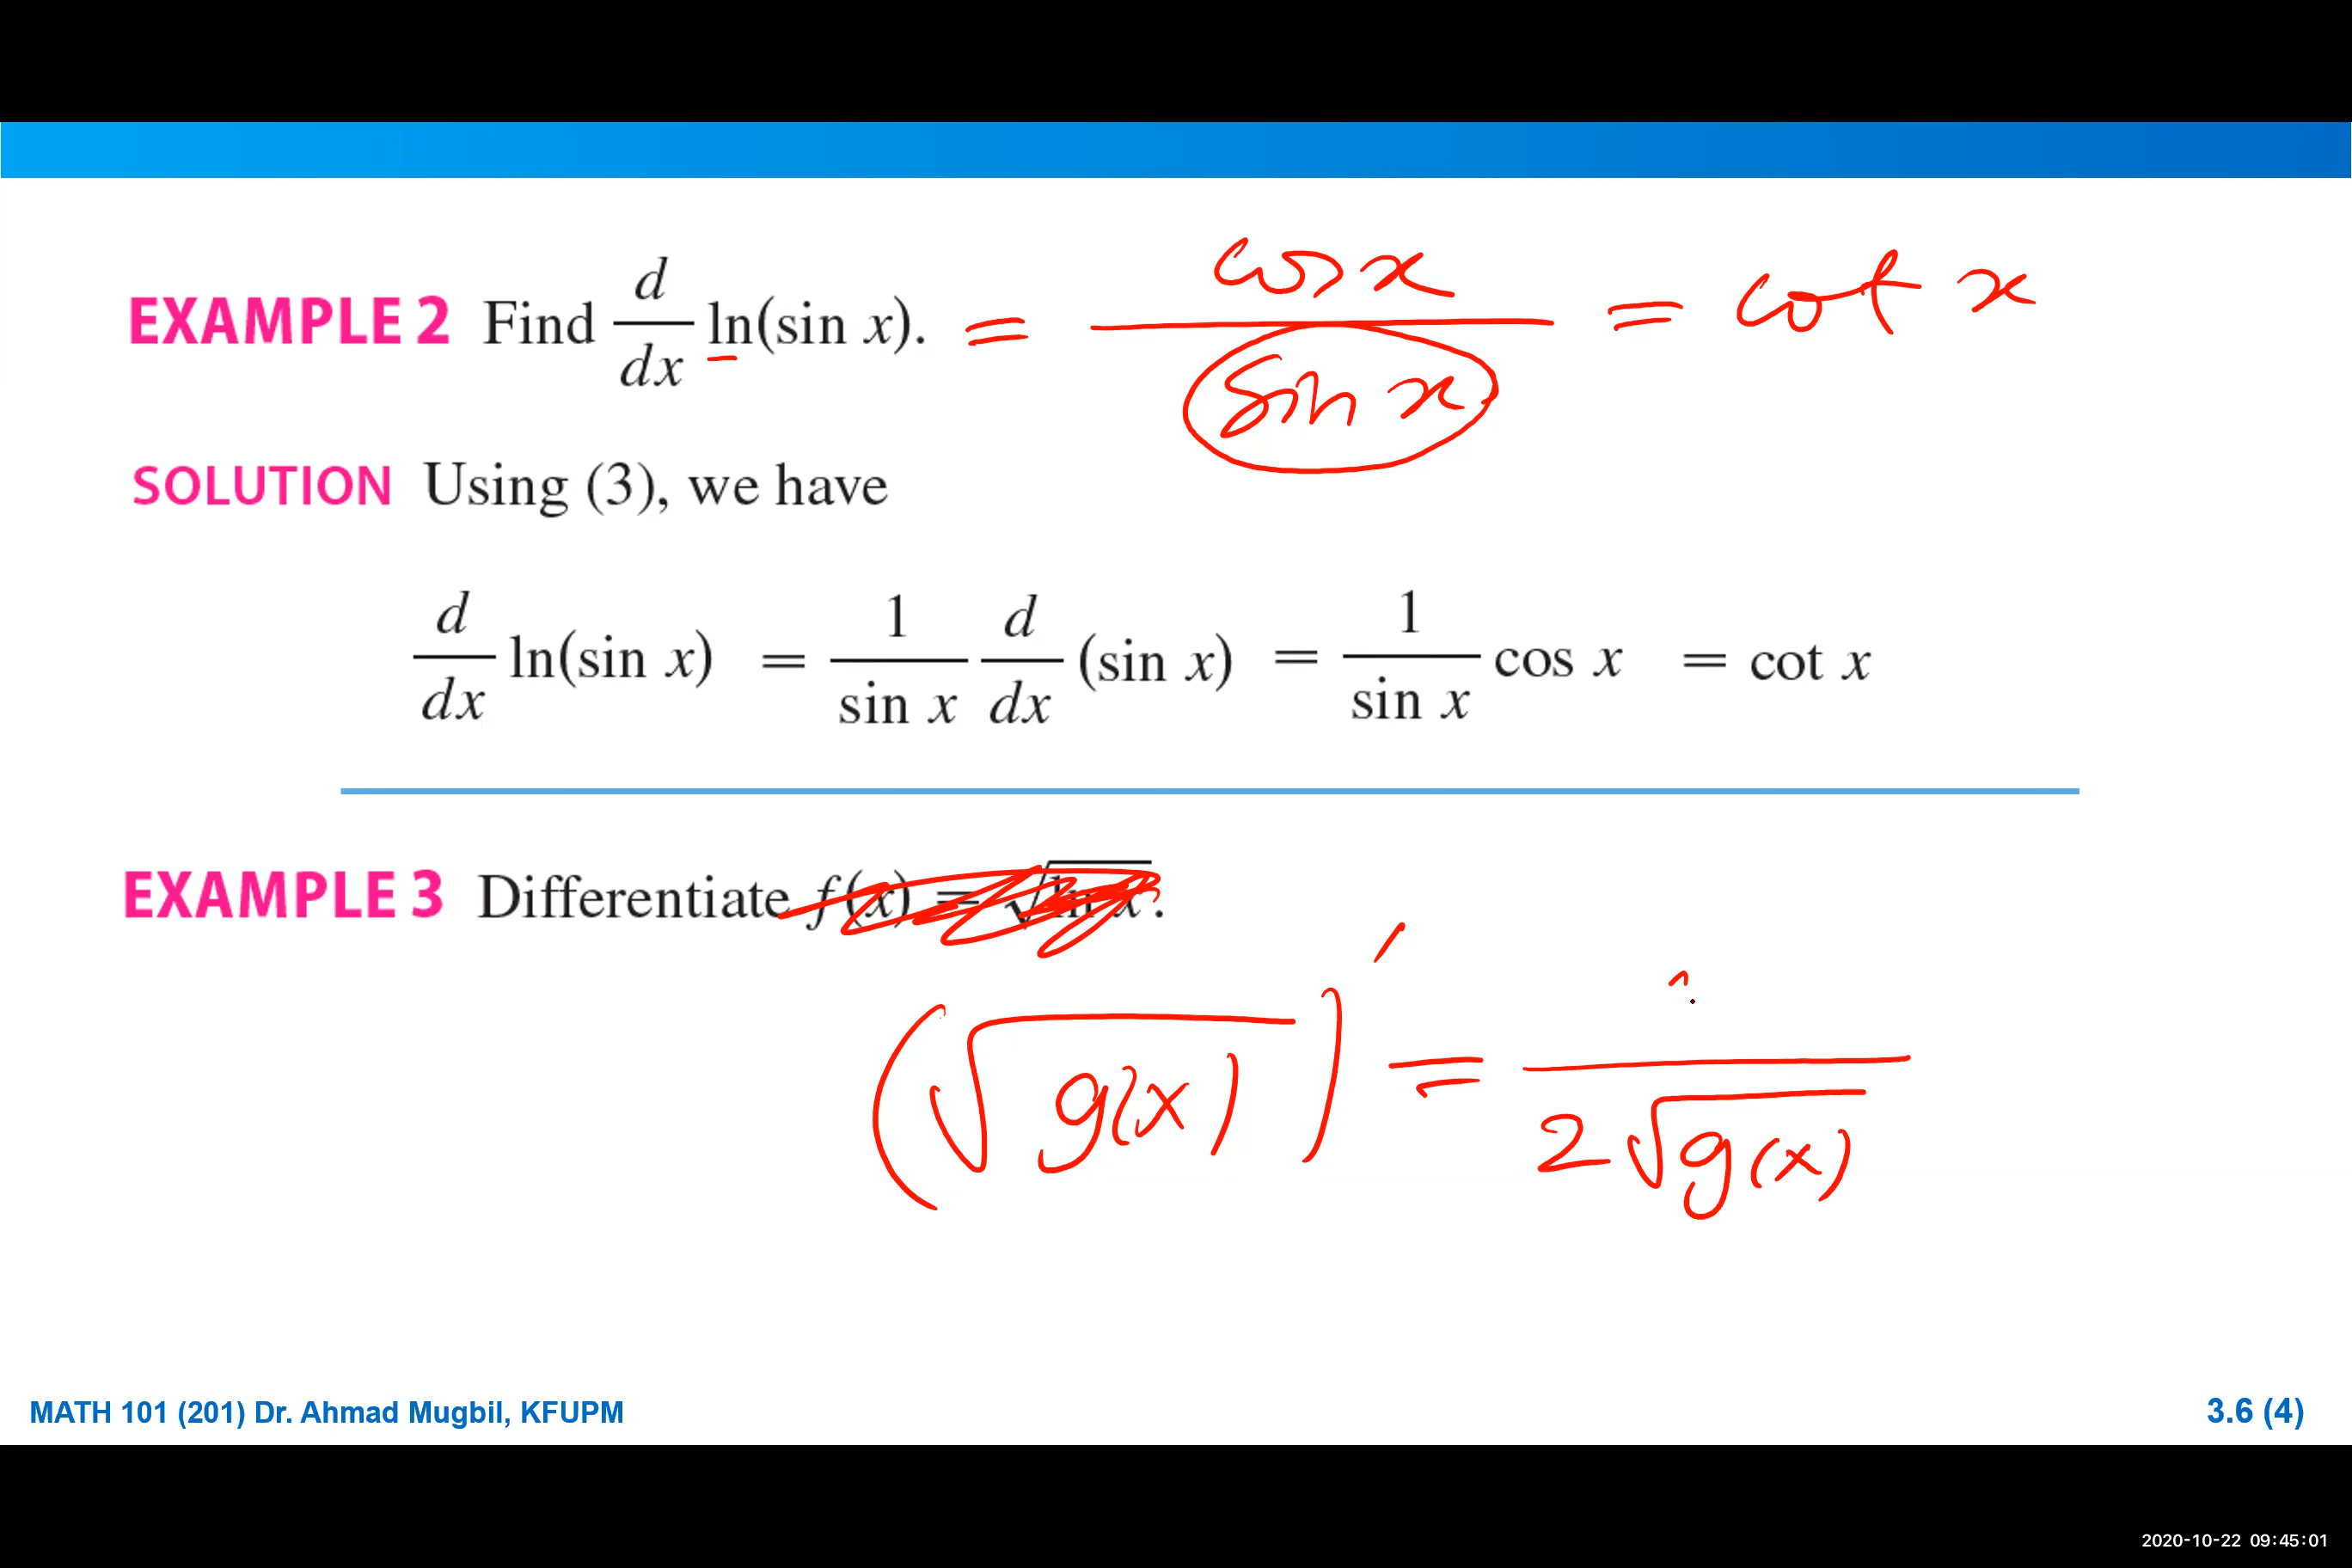 EXAMPLE 2 Find d/dx ln(sin x). = cos x / sin x = cot x
SOLUTION Using (3), we have
d/dx ln(sin x) = 1/sin x d/dx (sin x) = 1/sin x cos x = cot x
EXAMPLE 3 Differentiate f(x) = √ln x.
(√g(x))′ = / 2√g(x)
MATH 101 (201) Dr. Ahmad Mugbil, KFUPM
3.6 (4)
2020-10-22 09:45:01